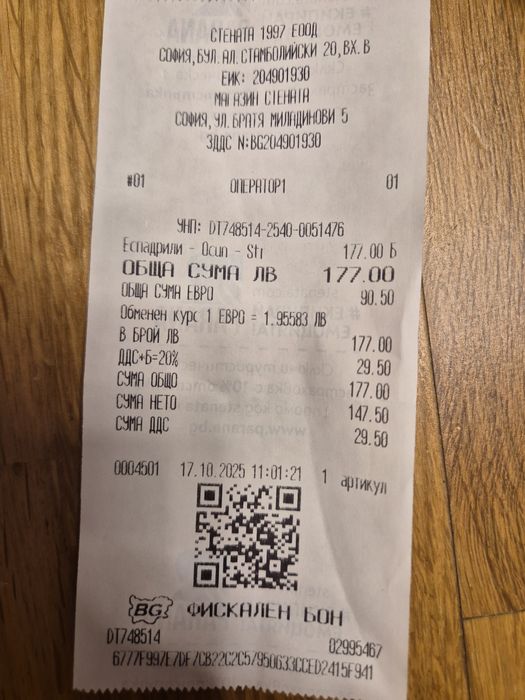 СТЕНАТА 1997 ЕООД
СОФИЯ, БУЛ. АЛ. СТАМБОЛИЙСКИ 20, ВХ. В
ЕИК: 204901930
МАГАЗИН СТЕНАТА
СОФИЯ, УЛ. БРАТЯ МИЛАДИНОВИ 5
ЗДДС N:BG204901930
#01 ОПЕРАТОР1 01
УНП: DT748514-2540-0051476
Еспадрили - Ocun - Stri 177.00 Б
ОБЩА СУМА ЛВ 177.00
ОБЩА СУМА ЕВРО 90.50
Обменен курс 1 ЕВРО = 1.95583 ЛВ
В БРОЙ ЛВ 177.00
ДДС+Б=20% 29.50
СУМА ОБЩО 177.00
СУМА НЕТО 147.50
СУМА ДДС 29.50
0004501 17.10.2025 11:01:21 1 артикул
BG ФИСКАЛЕН БОН
DT748514 02995467
6777F997E7DF7CB22C2C57950G33CCED2415F941